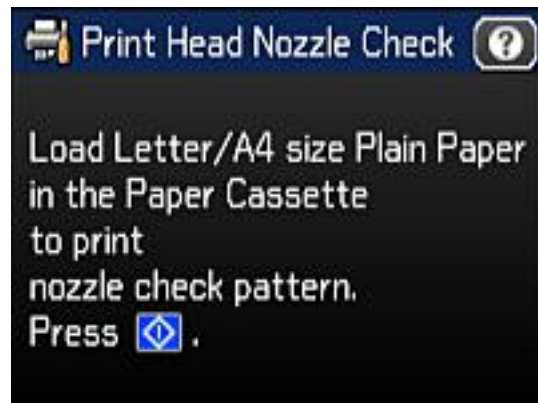 Print Head Nozzle Check ?
Load Letter/A4 size Plain Paper
in the Paper Cassette
to print
nozzle check pattern.
Press .